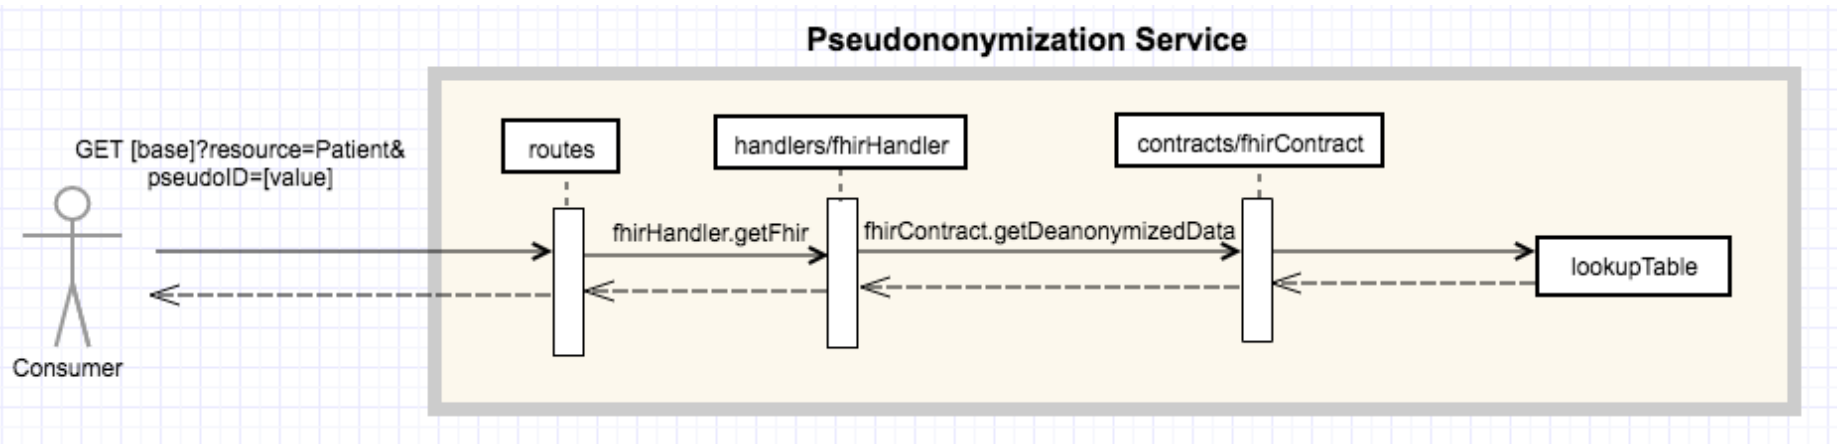 Pseudononymization Service
GET [base]?resource=Patient&
pseudoID=[value]
routes
handlers/fhirHandler
contracts/fhirContract
fhirHandler.getFhir
fhirContract.getDeanonymizedData
lookupTable
Consumer